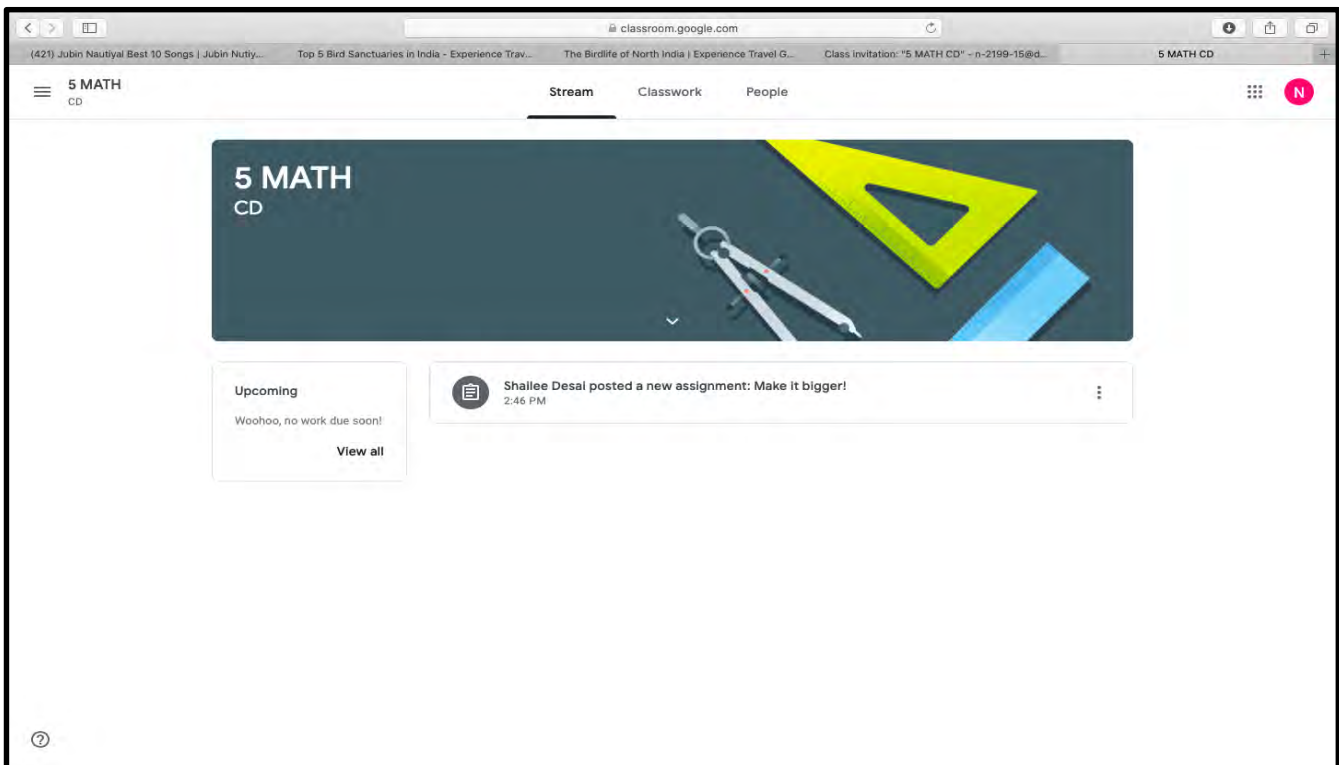 classroom.google.com
(421) Jubin Nautiyal Best 10 Songs | Jubin Nutiy...
Top 5 Bird Sanctuaries in India - Experience Trav...
The Birdlife of North India | Experience Travel G...
Class invitation: "5 MATH CD" - n-2199-15@d...
5 MATH CD
5 MATH
CD
Stream
Classwork
People
N
5 MATH
CD
Upcoming
Woohoo, no work due soon!
View all
Shailee Desai posted a new assignment: Make it bigger!
2:46 PM